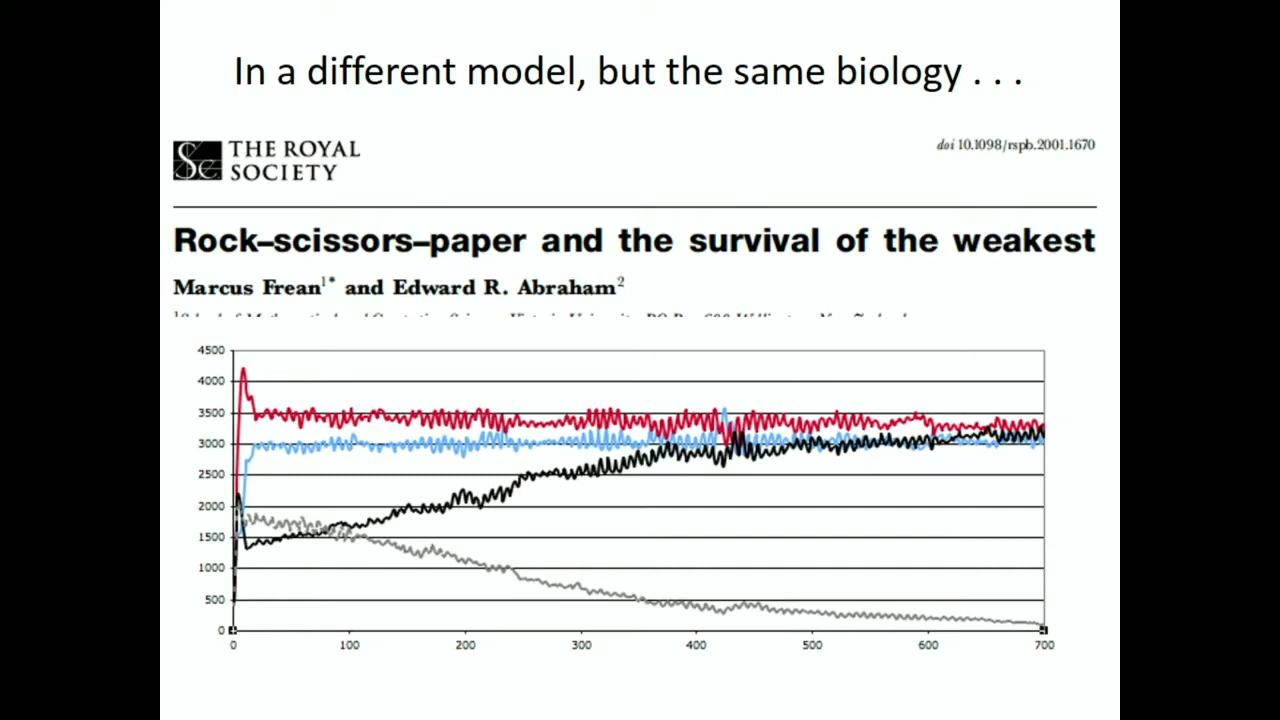 In a different model, but the same biology . . .
THE ROYAL
SOCIETY
doi 10.1098/rspb.2001.1670
Rock–scissors–paper and the survival of the weakest
Marcus Frean1* and Edward R. Abraham2
4500
4000
3500
3000
2500
2000
1500
1000
500
0
0 100 200 300 400 500 600 700